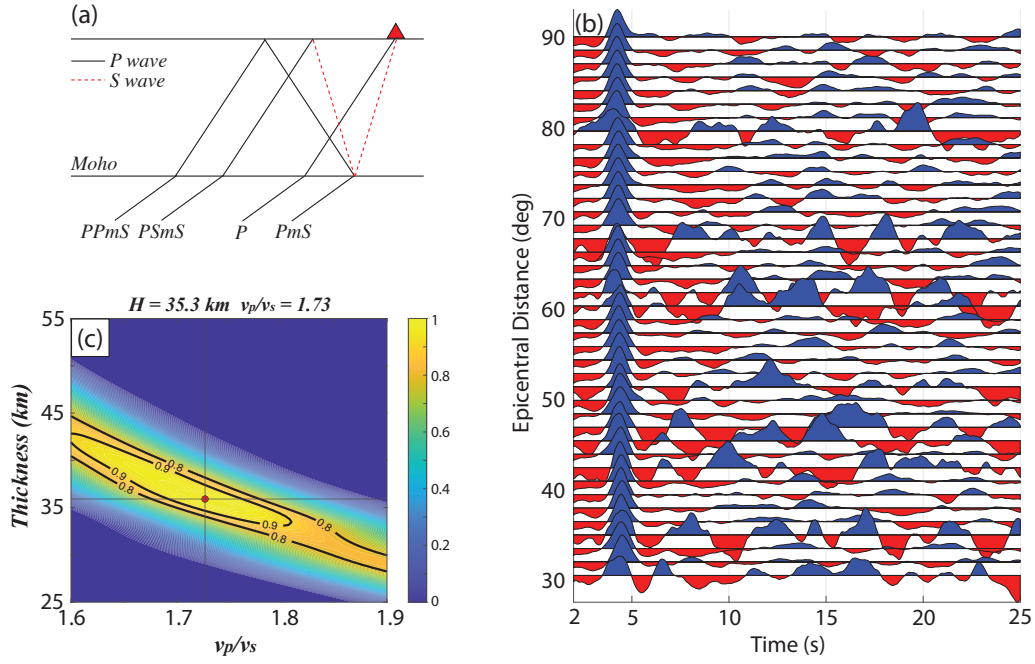 (a)
P wave
S wave
Moho
PPmS PSmS P PmS
H = 35.3 km vp/vs = 1.73
(c)
55
45
35
25
Thickness (km)
1.6 1.7 1.8 1.9
vp/vs
0.8
0.9
0.8
0.9
0.8
0.9
0.8
1
0.8
0.6
0.4
0.2
0
(b)
90
80
70
60
50
40
30
Epicentral Distance (deg)
2 5 10 15 20 25
Time (s)